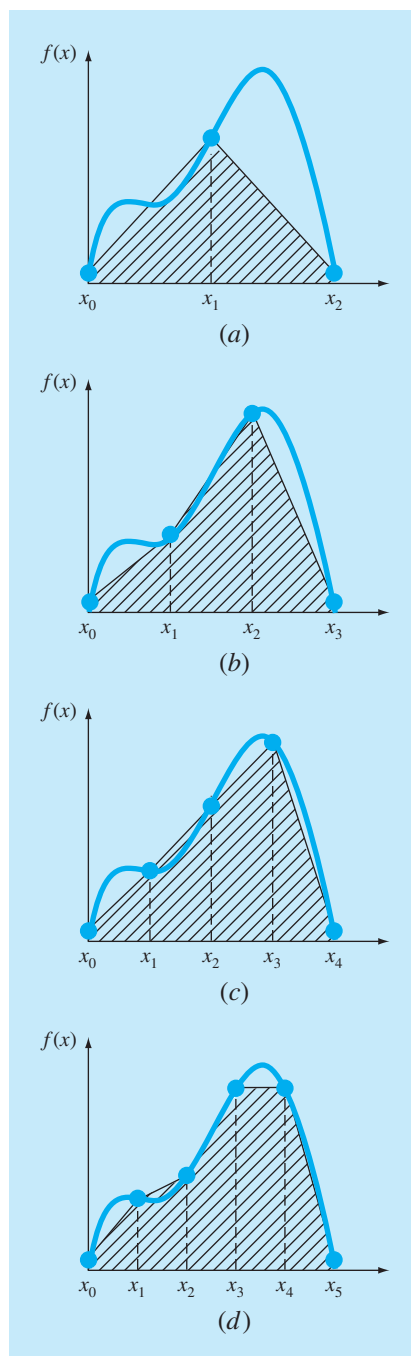 f(x)
x₀ x₁ x₂
(a)
f(x)
x₀ x₁ x₂ x₃
(b)
f(x)
x₀ x₁ x₂ x₃ x₄
(c)
f(x)
x₀ x₁ x₂ x₃ x₄ x₅
(d)